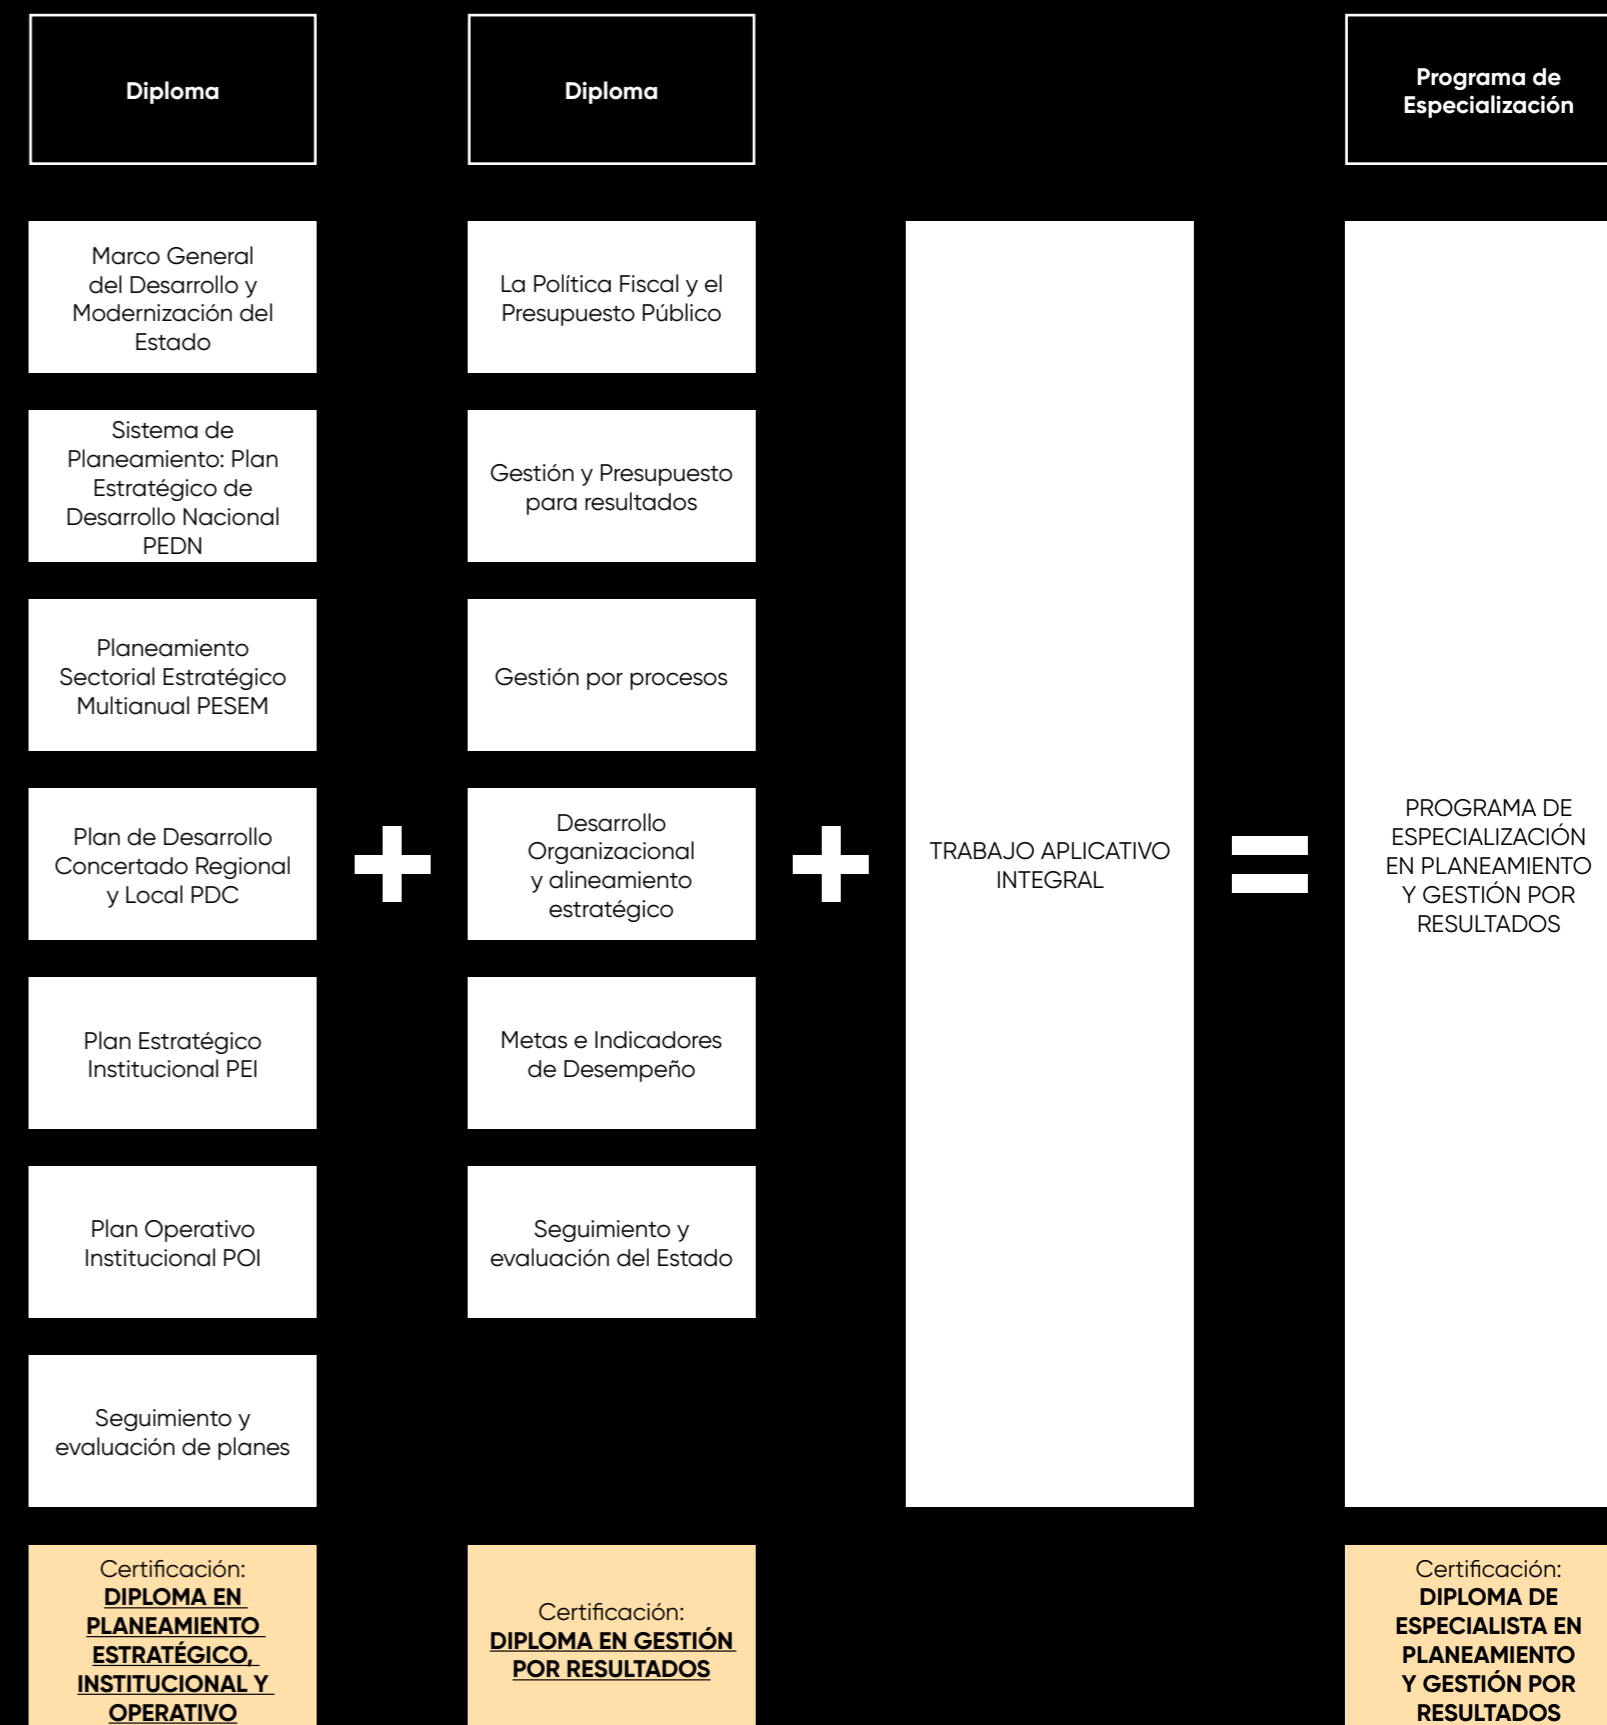 Diploma
Marco General
del Desarrollo y
Modernización del
Estado
Sistema de
Planeamiento: Plan
Estratégico de
Desarrollo Nacional
PEDN
Planeamiento
Sectorial Estratégico
Multianual PESEM
Plan de Desarrollo
Concertado Regional
y Local PDC
Plan Estratégico
Institucional PEI
Plan Operativo
Institucional POI
Seguimiento y
evaluación de planes
Certificación:
DIPLOMA EN
PLANEAMIENTO
ESTRATÉGICO,
INSTITUCIONAL Y
OPERATIVO
+
Diploma
La Política Fiscal y el
Presupuesto Público
Gestión y Presupuesto
para resultados
Gestión por procesos
Desarrollo
Organizacional
y alineamiento
estratégico
Metas e Indicadores
de Desempeño
Seguimiento y
evaluación del Estado
Certificación:
DIPLOMA EN GESTIÓN
POR RESULTADOS
+
TRABAJO APLICATIVO
INTEGRAL
=
Programa de
Especialización
PROGRAMA DE
ESPECIALIZACIÓN
EN PLANEAMIENTO
Y GESTIÓN POR
RESULTADOS
Certificación:
DIPLOMA DE
ESPECIALISTA EN
PLANEAMIENTO
Y GESTIÓN POR
RESULTADOS